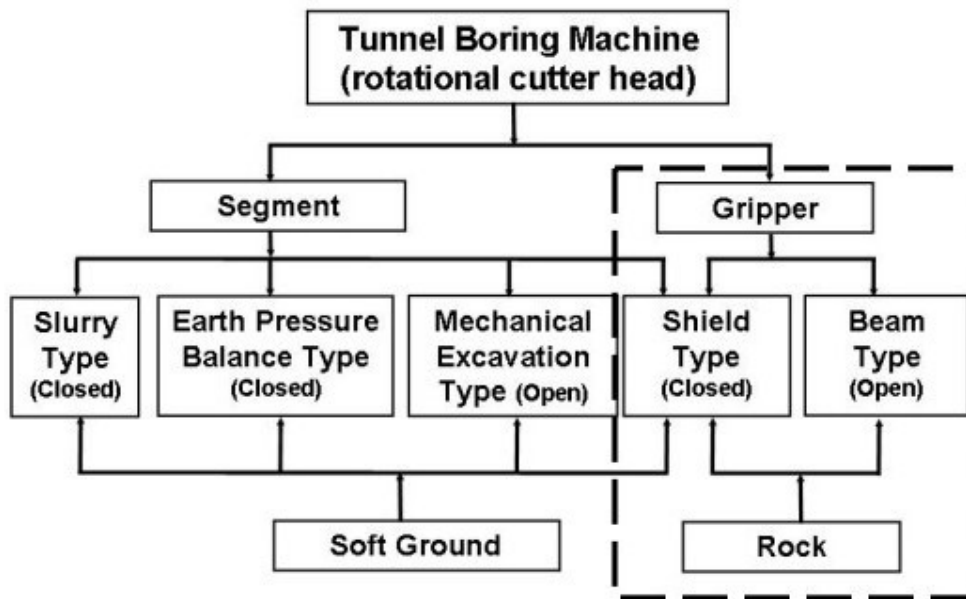 Tunnel Boring Machine
(rotational cutter head)
Segment
Gripper
Slurry
Type
(Closed)
Earth Pressure
Balance Type
(Closed)
Mechanical
Excavation
Type (Open)
Shield
Type
(Closed)
Beam
Type
(Open)
Soft Ground
Rock